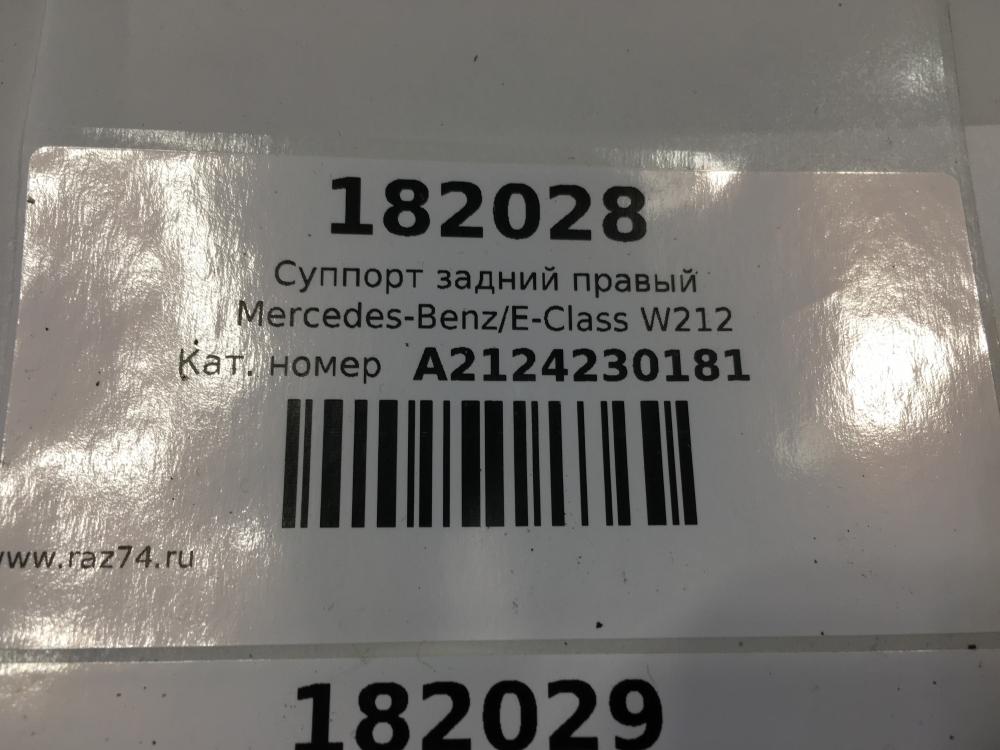 182028
Суппорт задний правый
Mercedes-Benz/E-Class W212
Кат. номер A2124230181
www.raz74.ru
182029